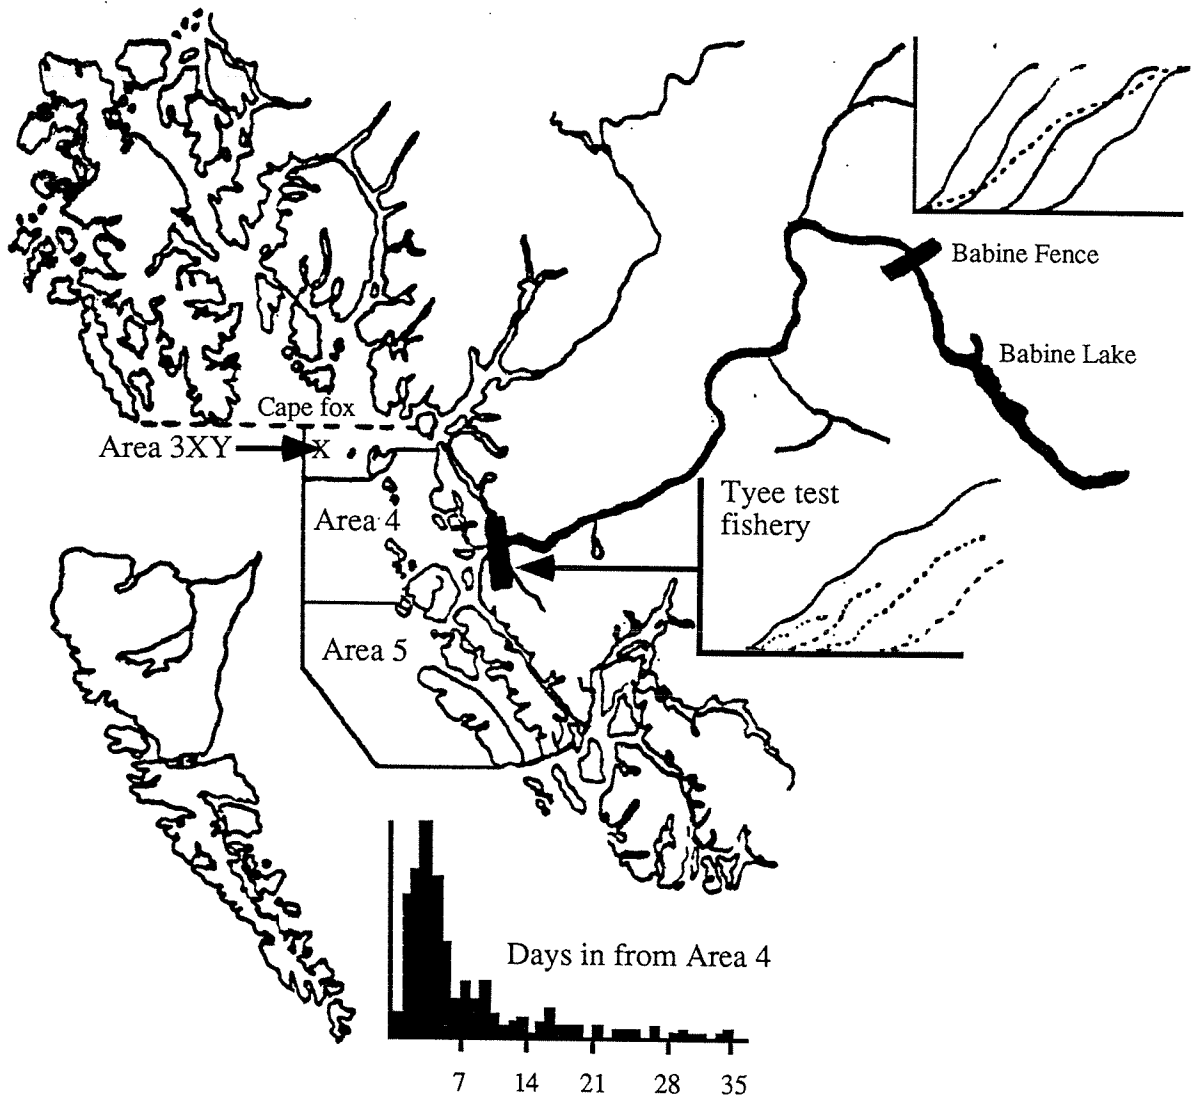 Babine Fence
Babine Lake
Cape fox
Area 3XY
X
Area 4
Tyee test
fishery
Area 5
Days in from Area 4
7 14 21 28 35